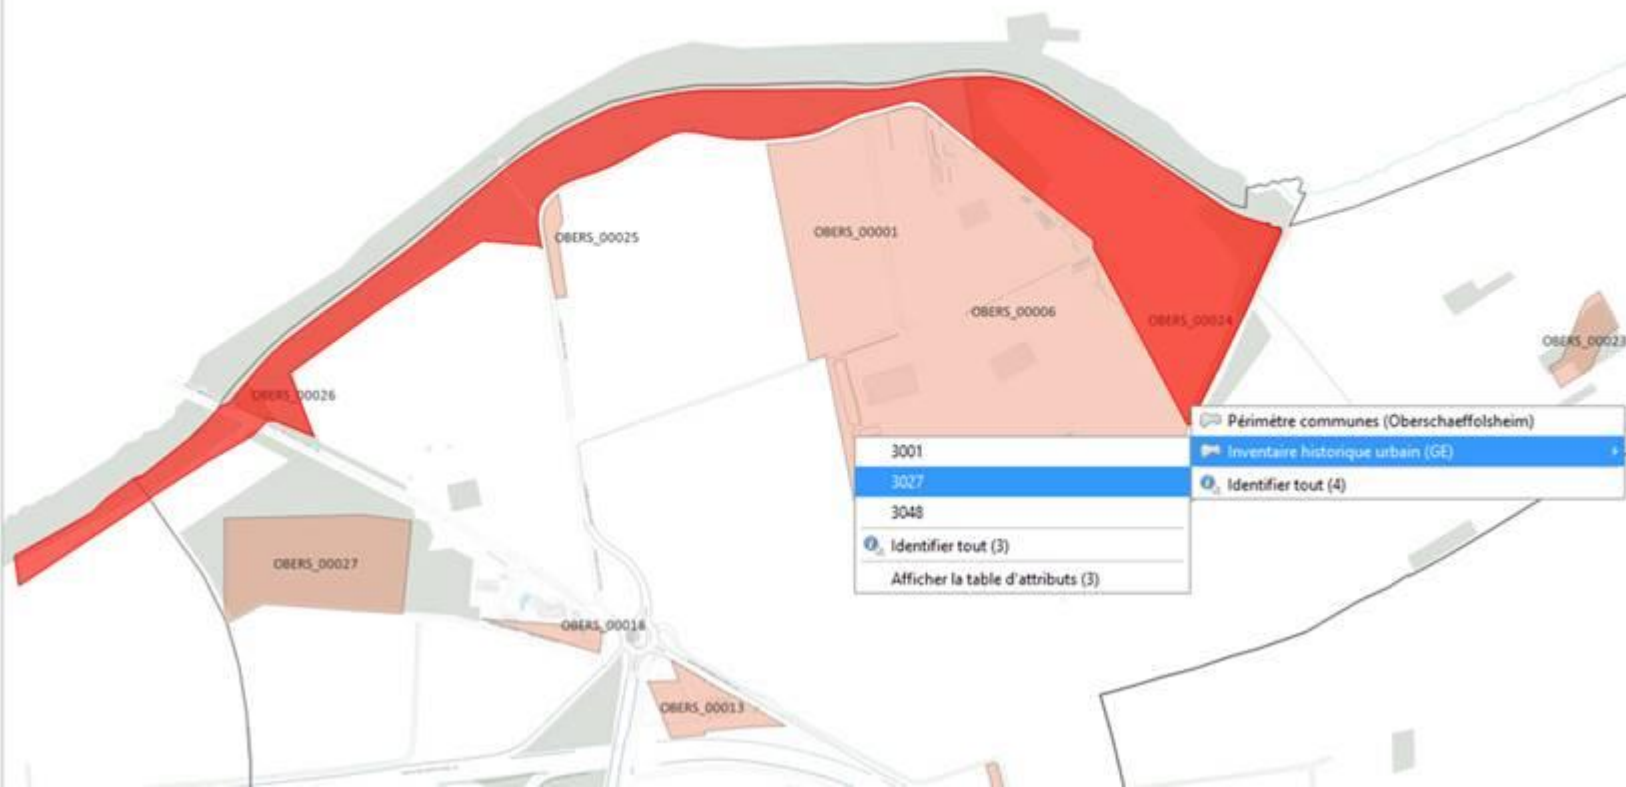 OBERS_00025
OBERS_00001
OBERS_00006
OBERS_00024
OBERS_00023
OBERS_00026
Périmètre communes (Oberschaeffolsheim)
Inventaire historique urbain (GE)
Identifier tout (4)
3001
3027
3048
Identifier tout (3)
Afficher la table d'attributs (3)
OBERS_00027
OBERS_00018
OBERS_00013